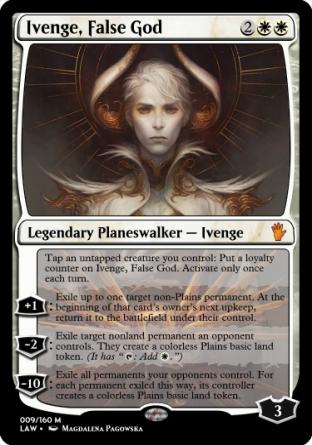 Ivenge, False God 2
Legendary Planeswalker — Ivenge
Tap an untapped creature you control: Put a loyalty
counter on Ivenge, False God. Activate only once
each turn.
+1 Exile up to one target non-Plains permanent. At the
beginning of that card's owner's next upkeep,
return it to the battlefield under their control.
-2 Exile target nonland permanent an opponent
controls. They create a colorless Plains basic land
token. (It has “: Add .”)
-10 Exile all permanents your opponents control. For
each permanent exiled this way, its controller
creates a colorless Plains basic land token.
3
009/160 M
LAW • Magdalena Pagowska